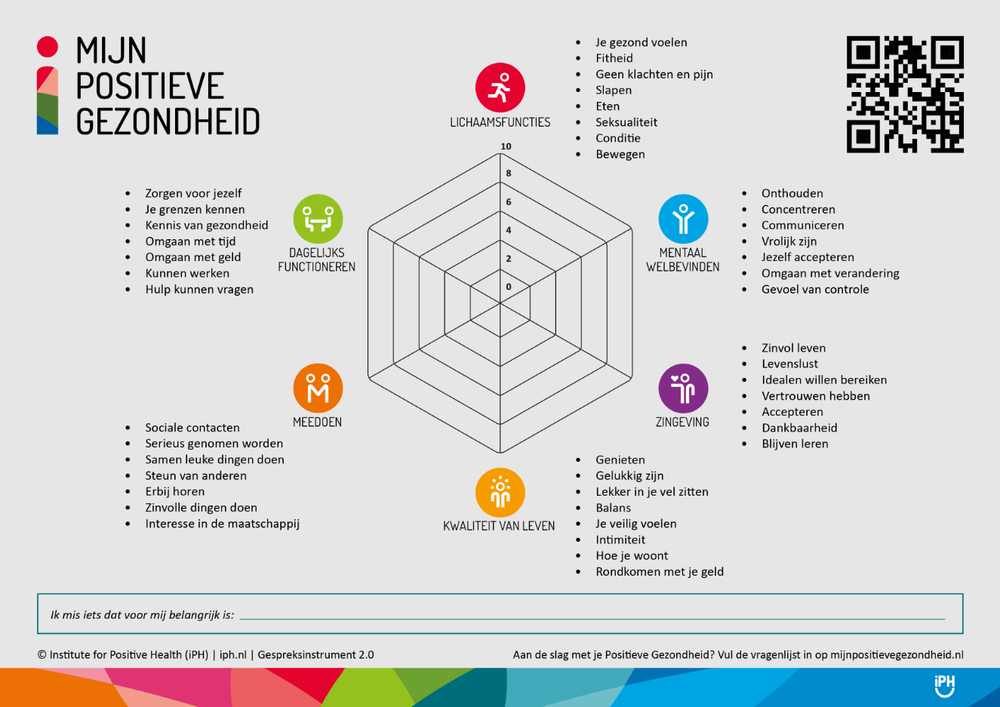 MIJN
POSITIEVE
GEZONDHEID
LICHAAMSFUNCTIES
• Je gezond voelen
• Fitheid
• Geen klachten en pijn
• Slapen
• Eten
• Seksualiteit
• Conditie
• Bewegen
10
8
6
4
2
0
• Zorgen voor jezelf
• Je grenzen kennen
• Kennis van gezondheid
• Omgaan met tijd
• Omgaan met geld
• Kunnen werken
• Hulp kunnen vragen
DAGELIJKS
FUNCTIONEREN
MENTAAL
WELBEVINDEN
• Onthouden
• Concentreren
• Communiceren
• Vrolijk zijn
• Jezelf accepteren
• Omgaan met verandering
• Gevoel van controle
MEEDOEN
• Sociale contacten
• Serieus genomen worden
• Samen leuke dingen doen
• Steun van anderen
• Erbij horen
• Zinvolle dingen doen
• Interesse in de maatschappij
ZINGEVING
• Zinvol leven
• Levenslust
• Idealen willen bereiken
• Vertrouwen hebben
• Accepteren
• Dankbaarheid
• Blijven leren
KWALITEIT VAN LEVEN
• Genieten
• Gelukkig zijn
• Lekker in je vel zitten
• Balans
• Je veilig voelen
• Intimiteit
• Hoe je woont
• Rondkomen met je geld
Ik mis iets dat voor mij belangrijk is:
© Institute for Positive Health (iPH) | iph.nl | Gespreksinstrument 2.0
Aan de slag met je Positieve Gezondheid? Vul de vragenlijst in op mijnpositievegezondheid.nl
iPH